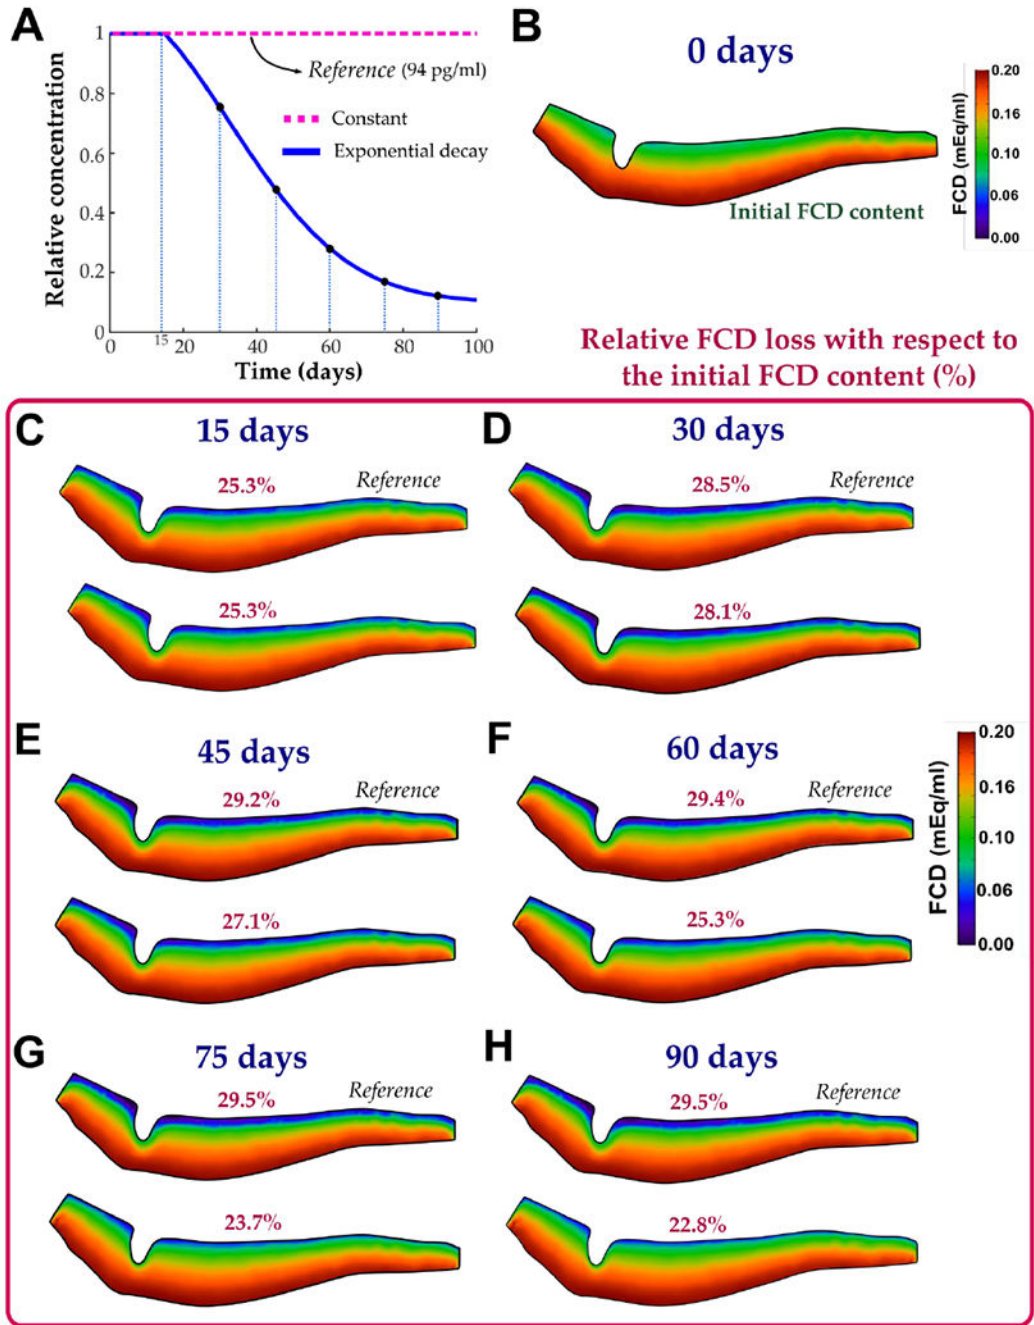 A
Relative concentration
1
0.8
0.6
0.4
0.2
0
Reference (94 pg/ml)
Constant
Exponential decay
0
15
20
40
60
80
100
Time (days)
B
0 days
Initial FCD content
FCD (mEq/ml)
0.20
0.16
0.10
0.06
0.00
Relative FCD loss with respect to
the initial FCD content (%)
C
15 days
25.3%
Reference
25.3%
D
30 days
28.5%
Reference
28.1%
E
45 days
29.2%
Reference
27.1%
F
60 days
29.4%
Reference
25.3%
FCD (mEq/ml)
0.20
0.16
0.10
0.06
0.00
G
75 days
29.5%
Reference
23.7%
H
90 days
29.5%
Reference
22.8%